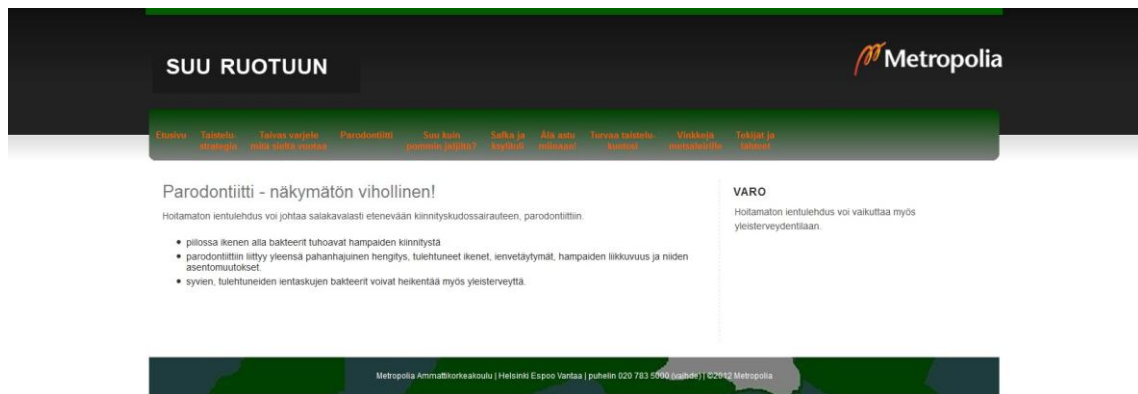 SUU RUOTUUN
Metropolia
Etusivu
Taistelu-
strategia
Taivas varjele
mitä sieltä vuotaa
Parodontiitti
Suu kuin
pommin jäljiltä?
Safka ja
ksylitoli
Älä astu
miinaan!
Turvaa taistelu-
kuntosi
Vinkkejä
metsäleirille
Tekijät ja
lähteet
Parodontiitti - näkymätön vihollinen!
Hoitamaton ientulehdus voi johtaa salakavalasti etenevään kiinnityskudossairauteen, parodontiittiin.
piilossa ikenen alla bakteerit tuhoavat hampaiden kiinnitystä
parodontiittiin liittyy yleensä pahanhajuinen hengitys, tulehtuneet ikenet, ienvetäytymät, hampaiden liikkuvuus ja niiden
asentomuutokset.
syvien, tulehtuneiden ientaskujen bakteerit voivat heikentää myös yleisterveyttä.
VARO
Hoitamaton ientulehdus voi vaikuttaa myös
yleisterveydentilaan.
Metropolia Ammattikorkeakoulu | Helsinki Espoo Vantaa | puhelin 020 783 5000 (vaihde) | ©2012 Metropolia